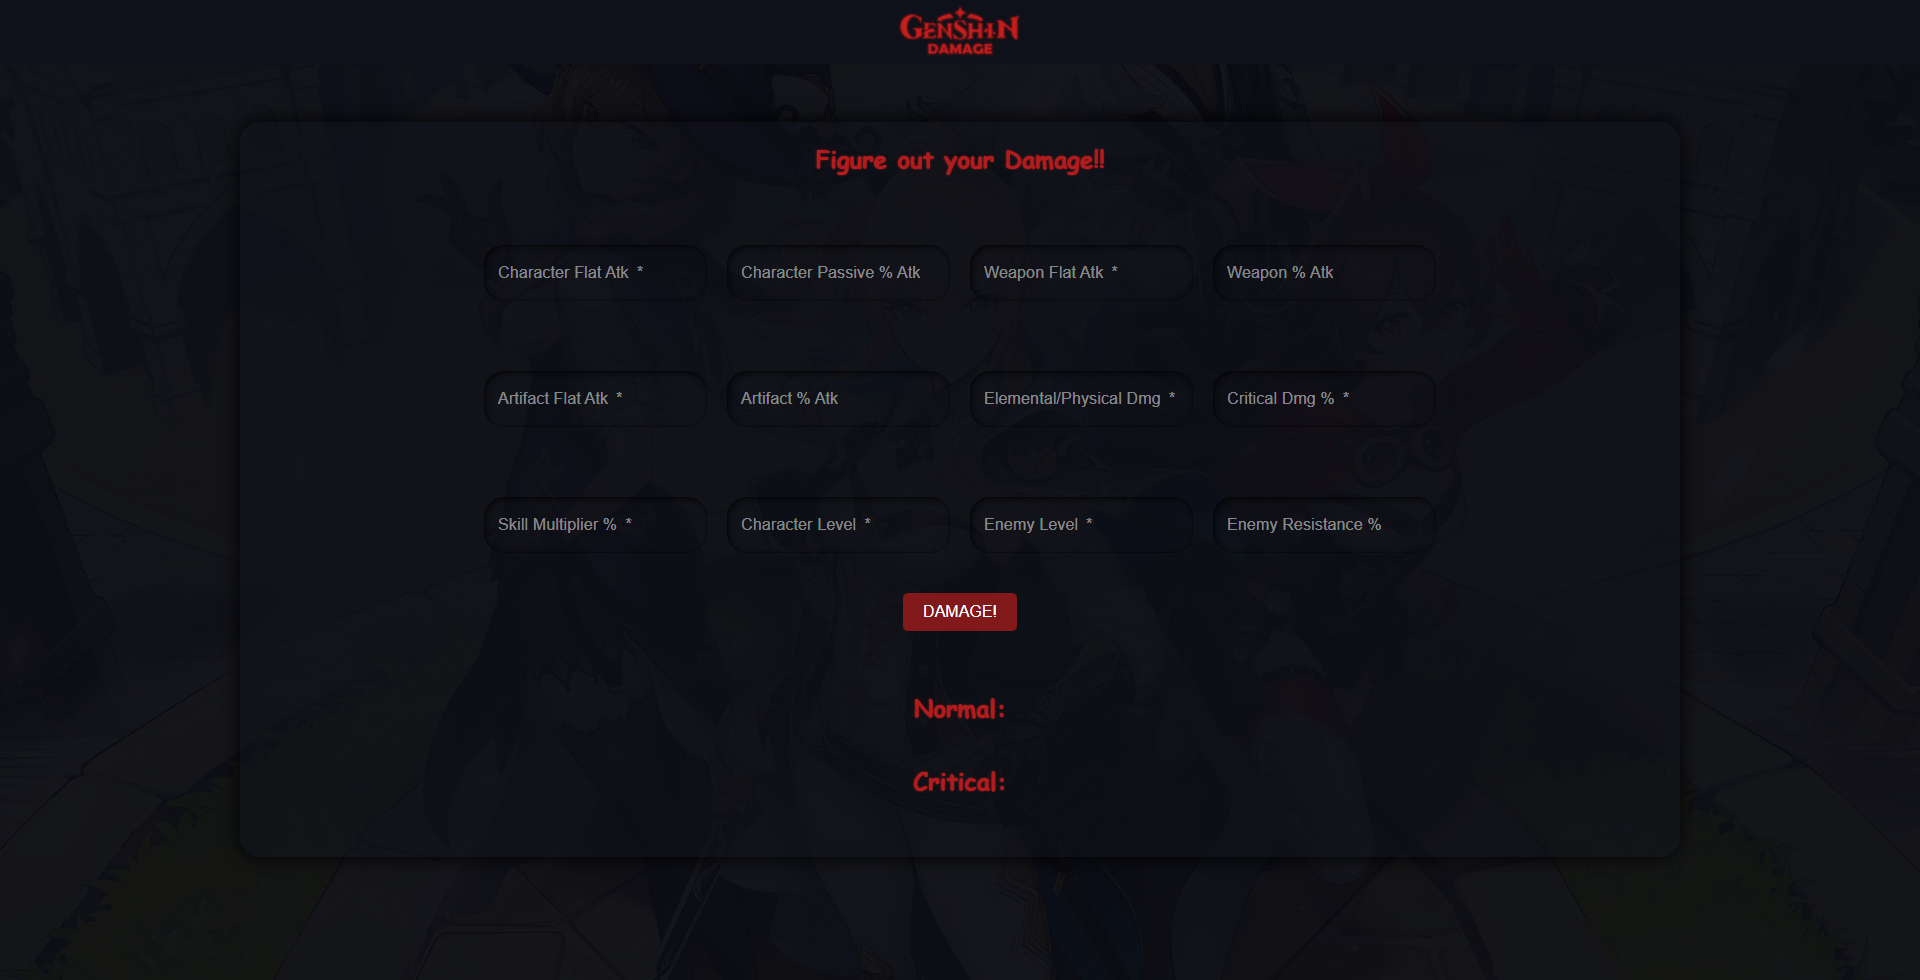 GENSHIN
DAMAGE
Figure out your Damage!!
Character Flat Atk *
Character Passive % Atk
Weapon Flat Atk *
Weapon % Atk
Artifact Flat Atk *
Artifact % Atk
Elemental/Physical Dmg *
Critical Dmg % *
Skill Multiplier % *
Character Level *
Enemy Level *
Enemy Resistance %
DAMAGE!
Normal:
Critical: